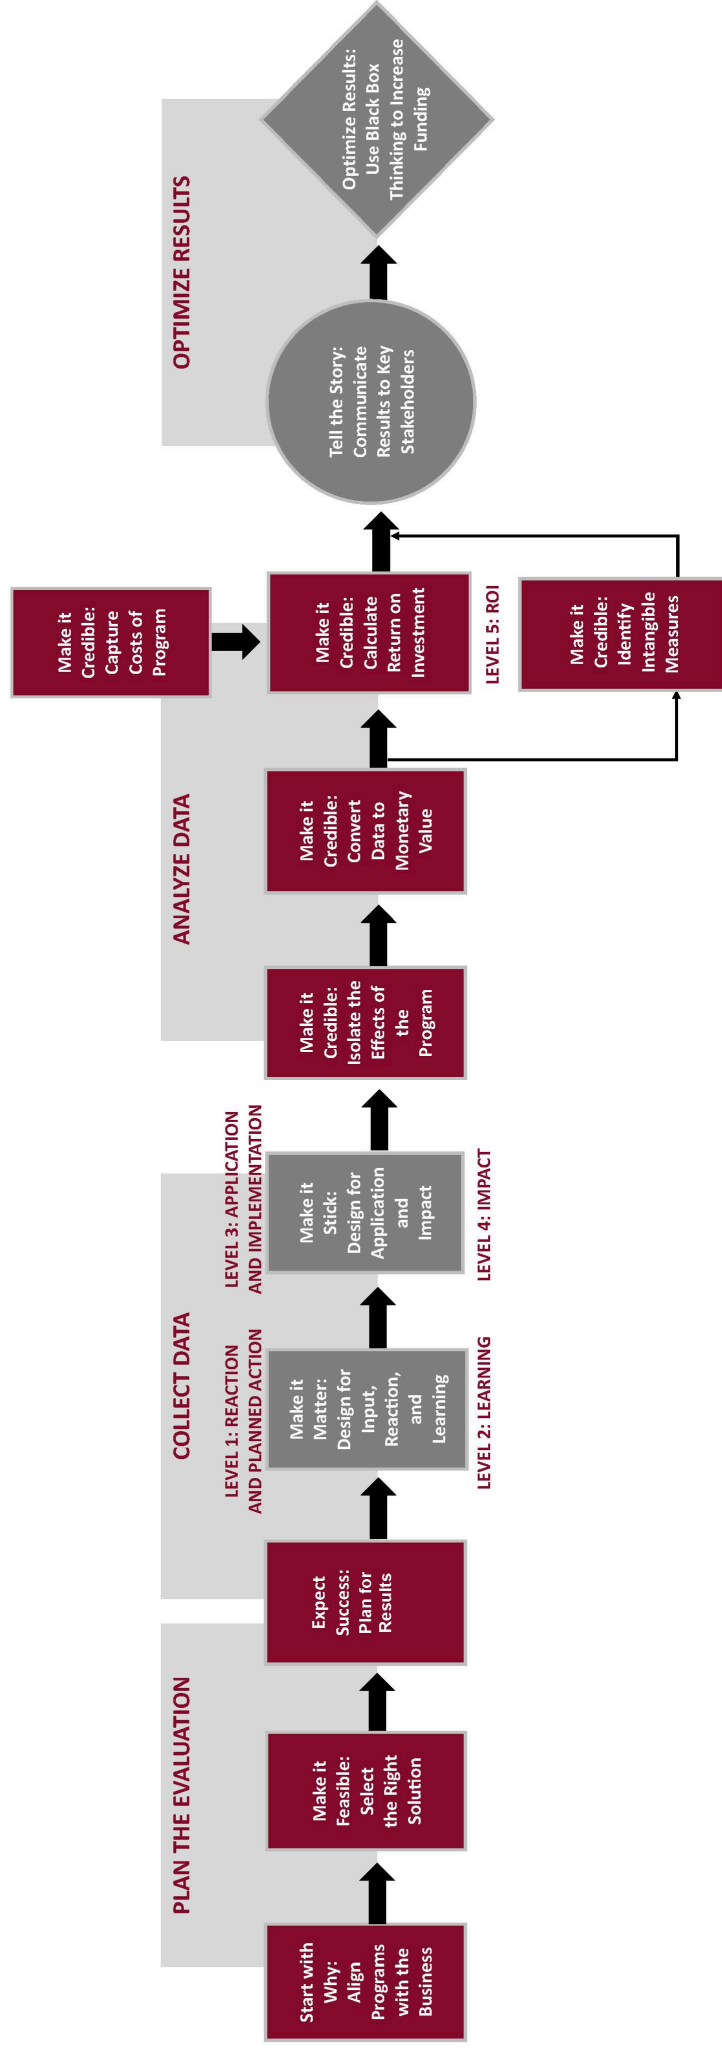 PLAN THE EVALUATION
Start with
Why:
Align
Programs
with the
Business
Make it
Feasible:
Select
the Right
Solution
Expect
Success:
Plan for
Results
COLLECT DATA
LEVEL 1: REACTION
AND PLANNED ACTION
Make it
Matter:
Design for
Input,
Reaction,
and
Learning
LEVEL 2: LEARNING
LEVEL 3: APPLICATION
AND IMPLEMENTATION
Make it
Stick:
Design for
Application
and
Impact
LEVEL 4: IMPACT
ANALYZE DATA
Make it
Credible:
Isolate the
Effects of
the
Program
Make it
Credible:
Convert
Data to
Monetary
Value
Make it
Credible:
Capture
Costs of
Program
Make it
Credible:
Calculate
Return on
Investment
LEVEL 5: ROI
Make it
Credible:
Identify
Intangible
Measures
OPTIMIZE RESULTS
Tell the Story:
Communicate
Results to Key
Stakeholders
Optimize Results:
Use Black Box
Thinking to Increase
Funding